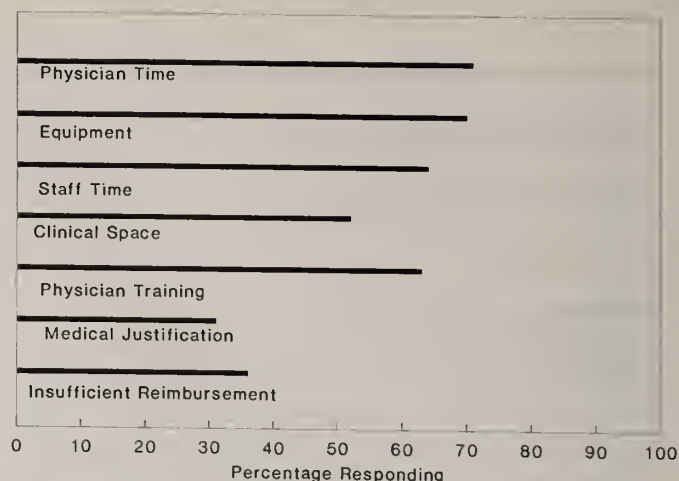 Physician Time
Equipment
Staff Time
Clinical Space
Physician Training
Medical Justification
Insufficient Reimbursement
0 10 20 30 40 50 60 70 80 90 100
Percentage Responding